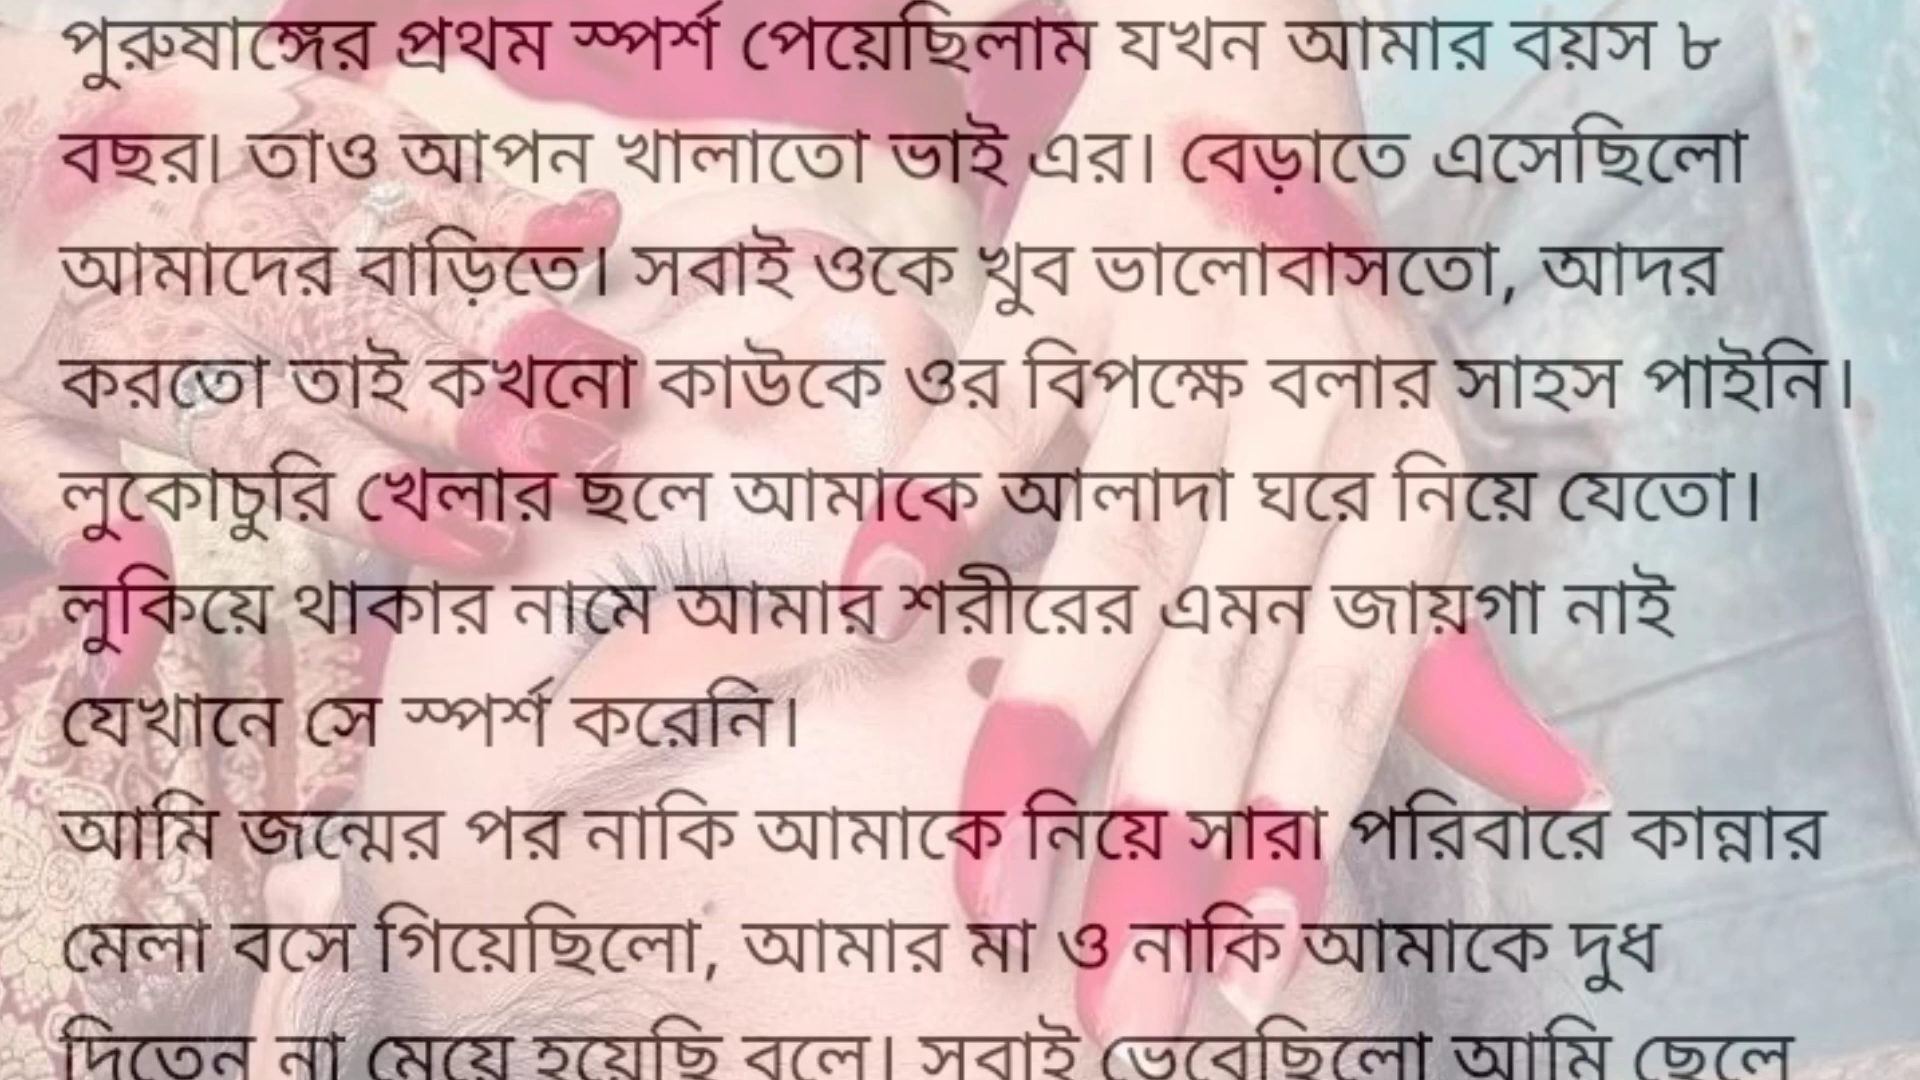 পুরুষাঙ্গের প্রথম স্পর্শ পেয়েছিলাম যখন আমার বয়স ৮
বছর। তাও আপন খালাতো ভাই এর। বেড়াতে এসেছিলো
আমাদের বাড়িতে। সবাই ওকে খুব ভালোবাসতো, আদর
করতো তাই কখনো কাউকে ওর বিপক্ষে বলার সাহস পাইনি।
লুকোচুরি খেলার ছলে আমাকে আলাদা ঘরে নিয়ে যেতো।
লুকিয়ে থাকার নামে আমার শরীরের এমন জায়গা নাই
যেখানে সে স্পর্শ করেনি।
আমি জন্মের পর নাকি আমাকে নিয়ে সারা পরিবারে কান্নার
মেলা বসে গিয়েছিলো, আমার মা ও নাকি আমাকে দুধ
দিতেন না মেয়ে হয়েছি বলে। সবাই ভেবেছিলো আমি ছেলে